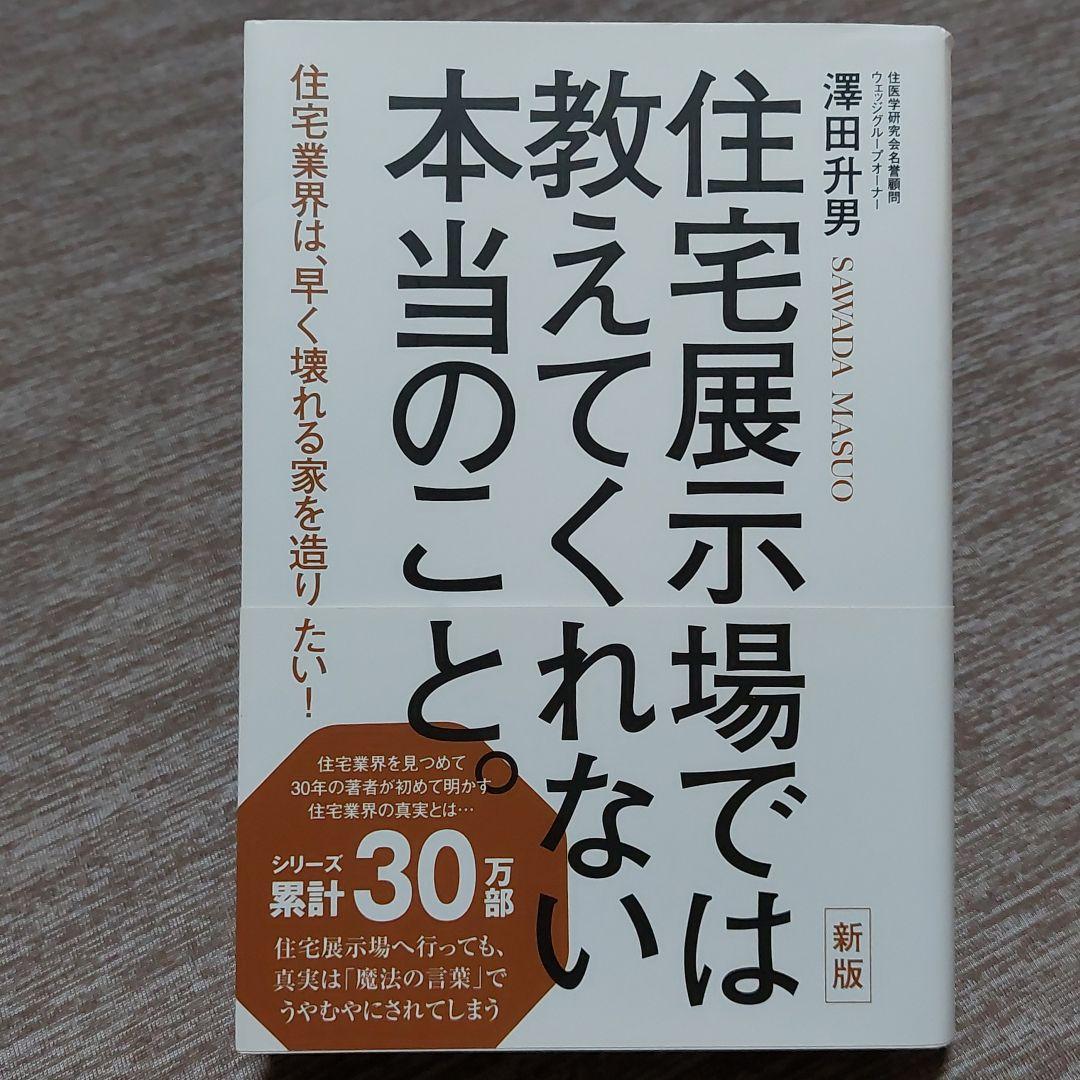 住医学研究会名誉顧問
ウェッジグループオーナー
澤田升男
SAWADA MASUO
住宅展示場では
教えてくれない
本当のこと。
新版
住宅業界は、早く壊れる家を造りたい！
住宅業界を見つめて
30年の著者が初めて明かす
住宅業界の真実とは…
シリーズ
累計30万部
住宅展示場へ行っても、
真実は「魔法の言葉」で
うやむやにされてしまう